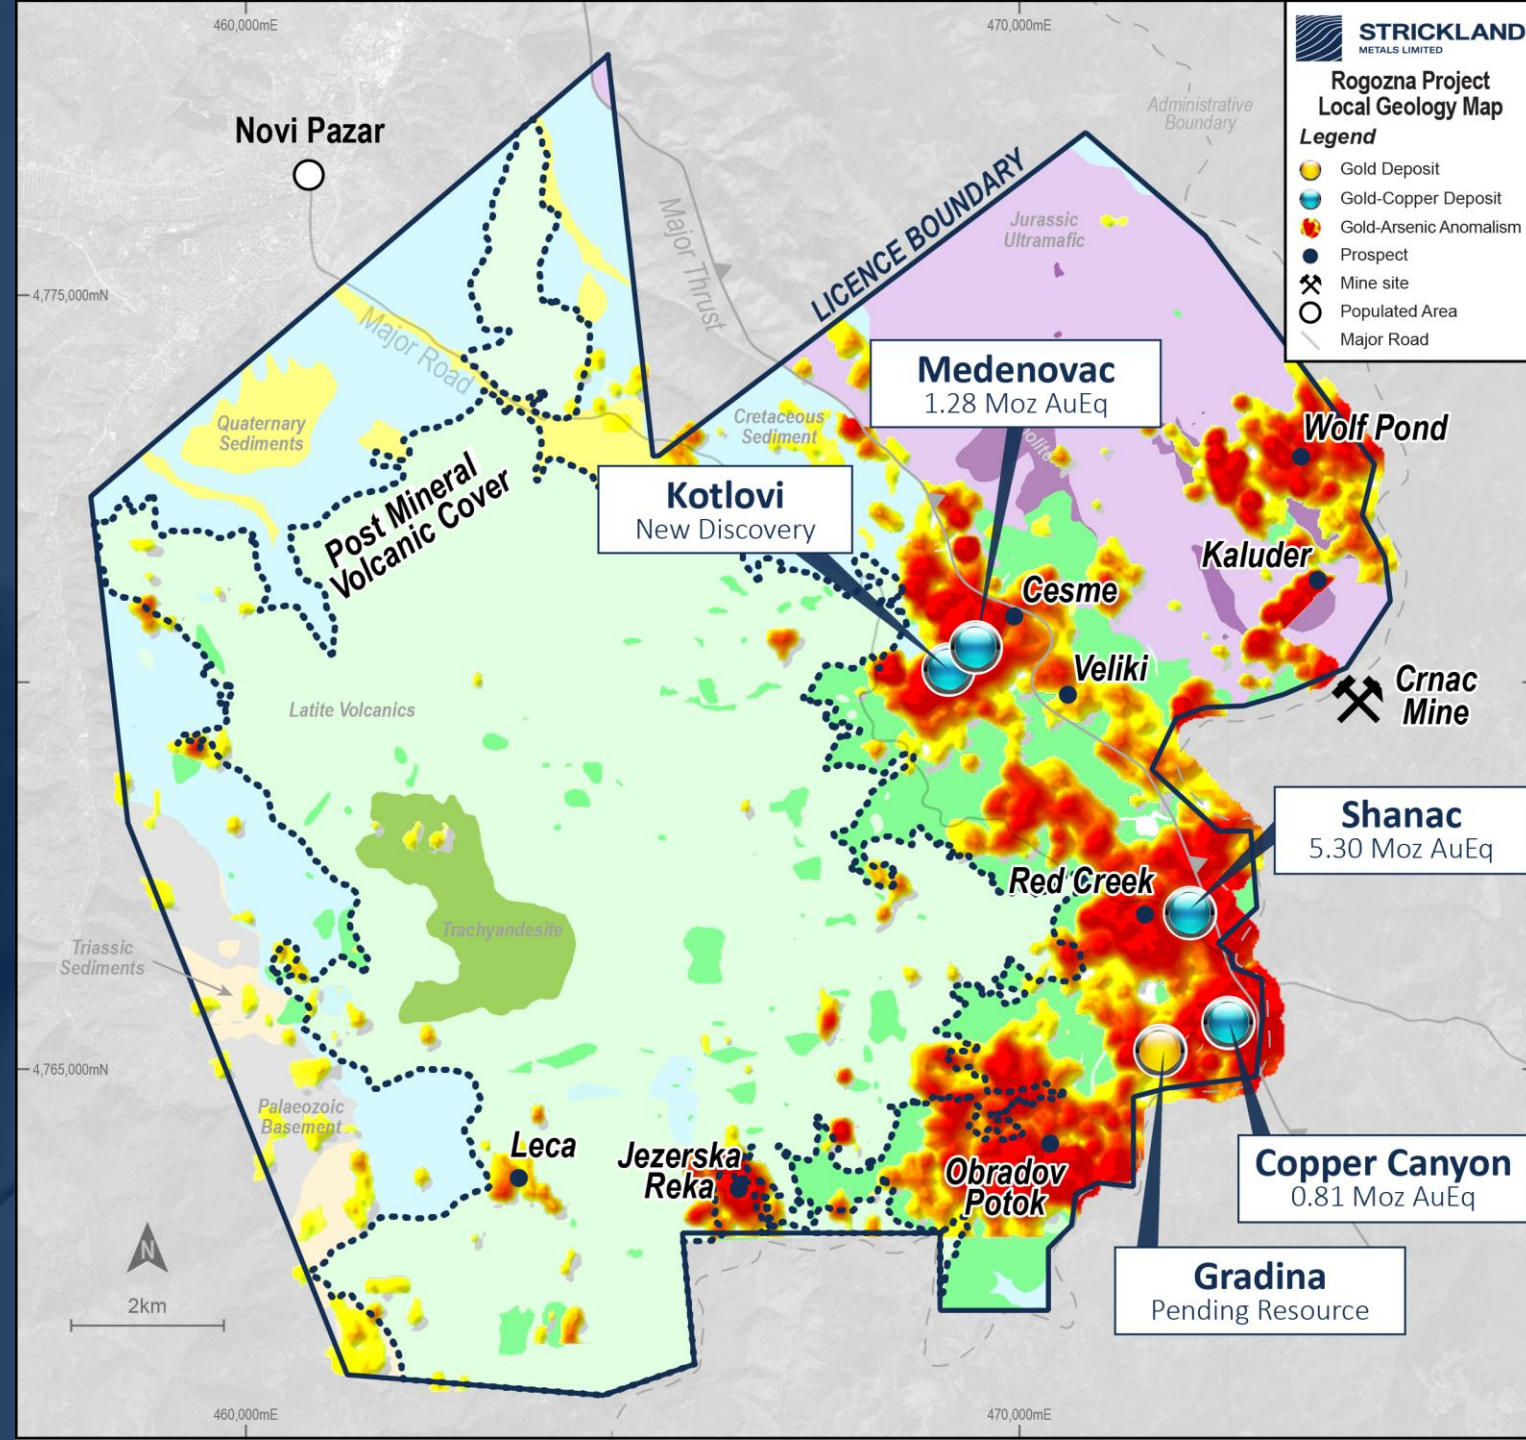 460,000mE
470,000mE
STRICKLAND
METALS LIMITED
Rogozna Project
Local Geology Map
Legend
Gold Deposit
Gold-Copper Deposit
Gold-Arsenic Anomalism
Prospect
Mine site
Populated Area
Major Road
Administrative
Boundary
Novi Pazar
LICENCE BOUNDARY
Jurassic
Ultramafic
Major Thrust
4,775,000mN
Major Road
Medenovac
1.28 Moz AuEq
Quaternary
Sediments
Cretaceous
Sediment
Wolf Pond
Post Mineral
Volcanic Cover
Kotlovi
New Discovery
Kaluder
Cesme
Veliki
Crnac
Mine
Latite Volcanics
Shanac
5.30 Moz AuEq
Red Creek
Trachyandesite
Triassic
Sediments
4,765,000mN
Palaeozoic
Basement
Leca
Jezerska
Reka
Obradov
Potok
Copper Canyon
0.81 Moz AuEq
Gradina
Pending Resource
N
2km
460,000mE
470,000mE